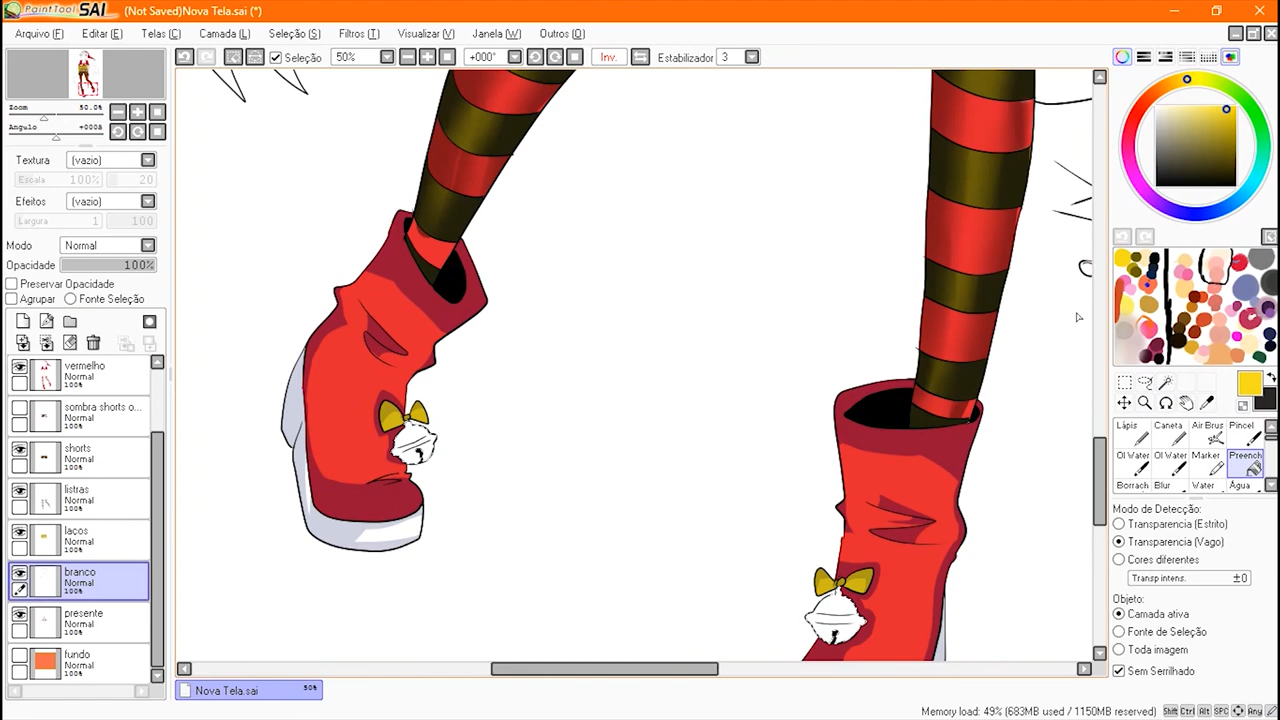 PaintTool SAI (Not Saved)Nova Tela.sai (*)
Arquivo (F) Editar (E) Telas (C) Camada (L) Seleção (S) Filtros (T) Visualizar (V) Janela (W) Outros (O)
Seleção 50% +000° Inv. Estabilizador 3
Zoom 50.0%
Angulo +000°
Textura (vazio)
Escala 100% 20
Efeitos (vazio)
Largura 1 100
Modo Normal
Opacidade 100%
Preservar Opacidade
Agrupar Fonte Seleção
vermelho
Normal
100%
sombra shorts o...
Normal
100%
shorts
Normal
100%
listras
Normal
100%
laços
Normal
100%
branco
Normal
100%
presente
Normal
100%
fundo
Normal
100%
Lápis Caneta Air Brus Pincel
Ol Water Ol Water Marker Preench
Borrach Blur Water Água
Modo de Detecção:
Transparencia (Estrito)
Transparencia (Vago)
Cores diferentes
Transp intens. ±0
Objeto:
Camada ativa
Fonte de Seleção
Toda imagem
Sem Serrilhado
Nova Tela.sai 50%
Memory load: 49% (683MB used / 1150MB reserved) Shift Ctrl Alt SPC Any